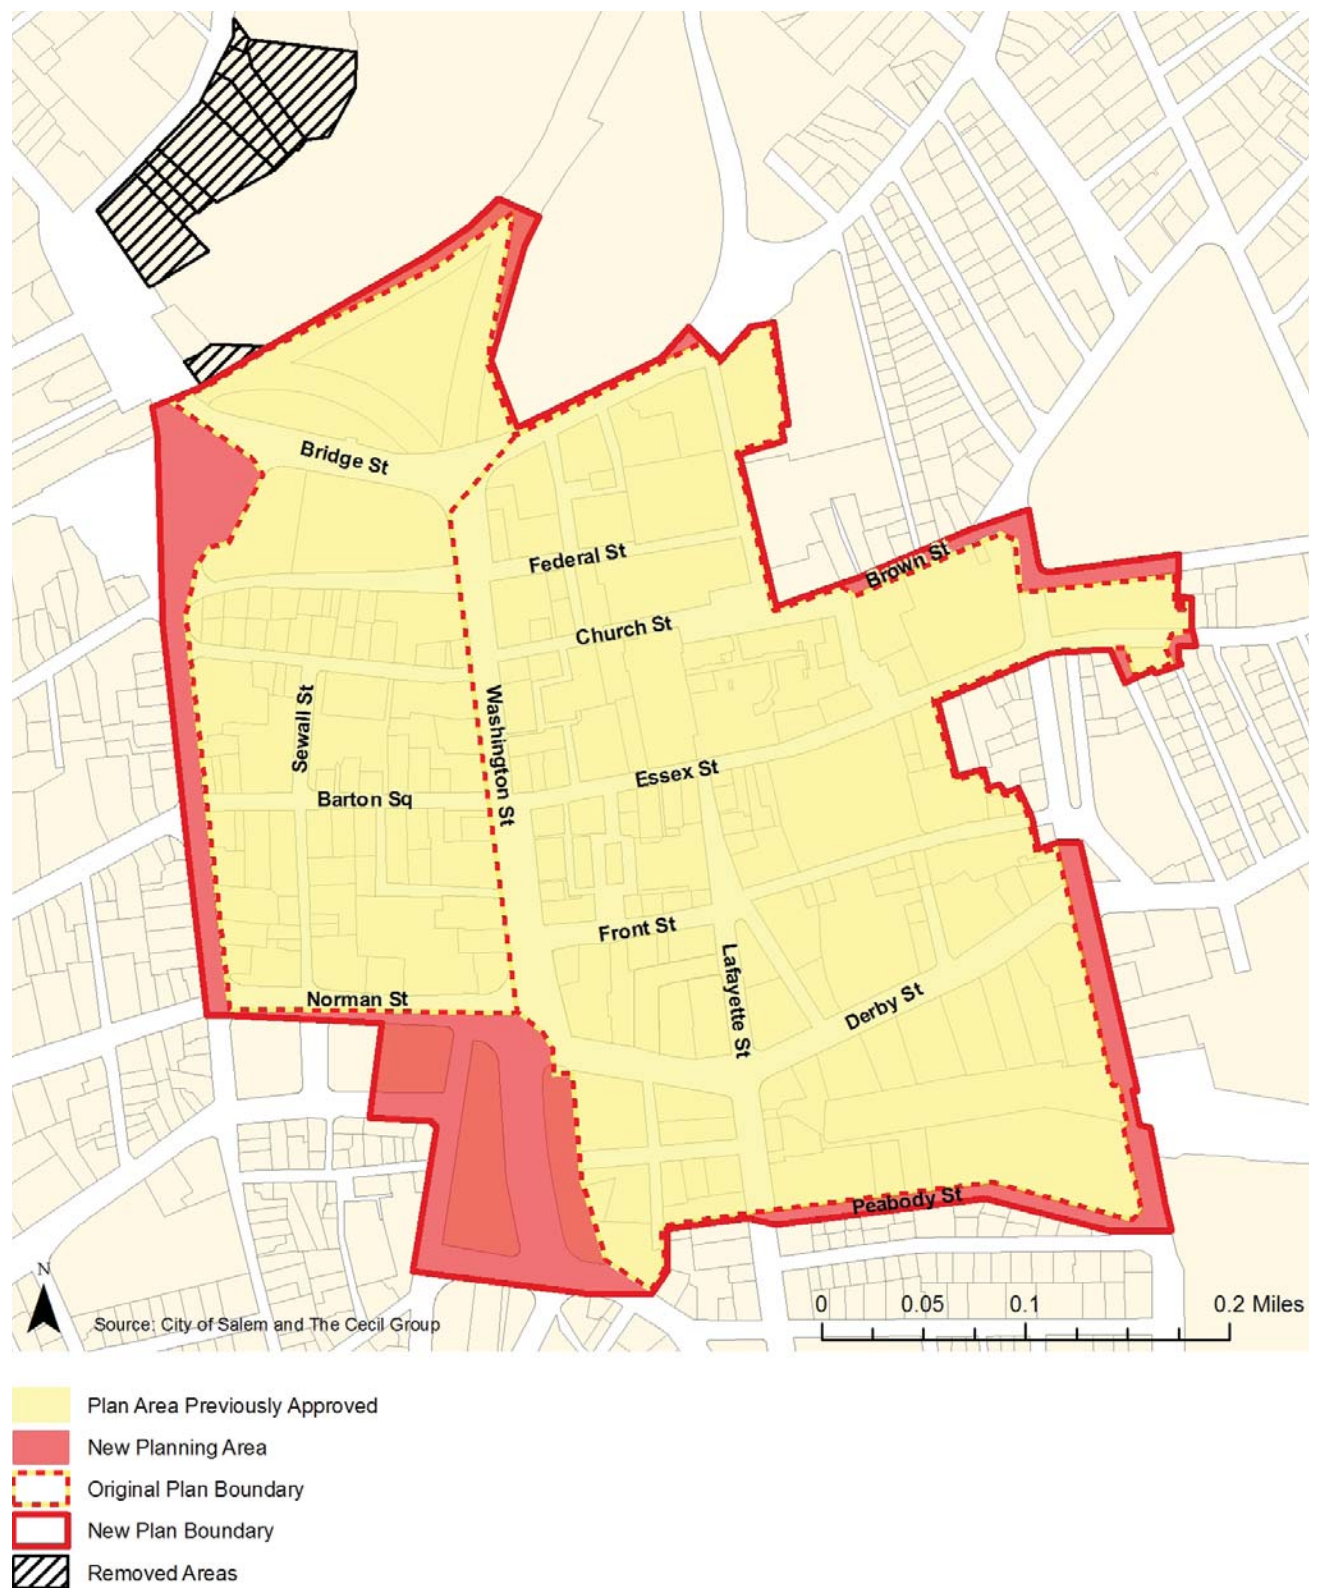 Bridge St
Federal St
Brown St
Church St
Sewall St
Washington St
Essex St
Barton Sq
Front St
Lafayette St
Norman St
Derby St
Peabody St
N
0 0.05 0.1 0.2 Miles
Source: City of Salem and The Cecil Group
Plan Area Previously Approved
New Planning Area
Original Plan Boundary
New Plan Boundary
Removed Areas